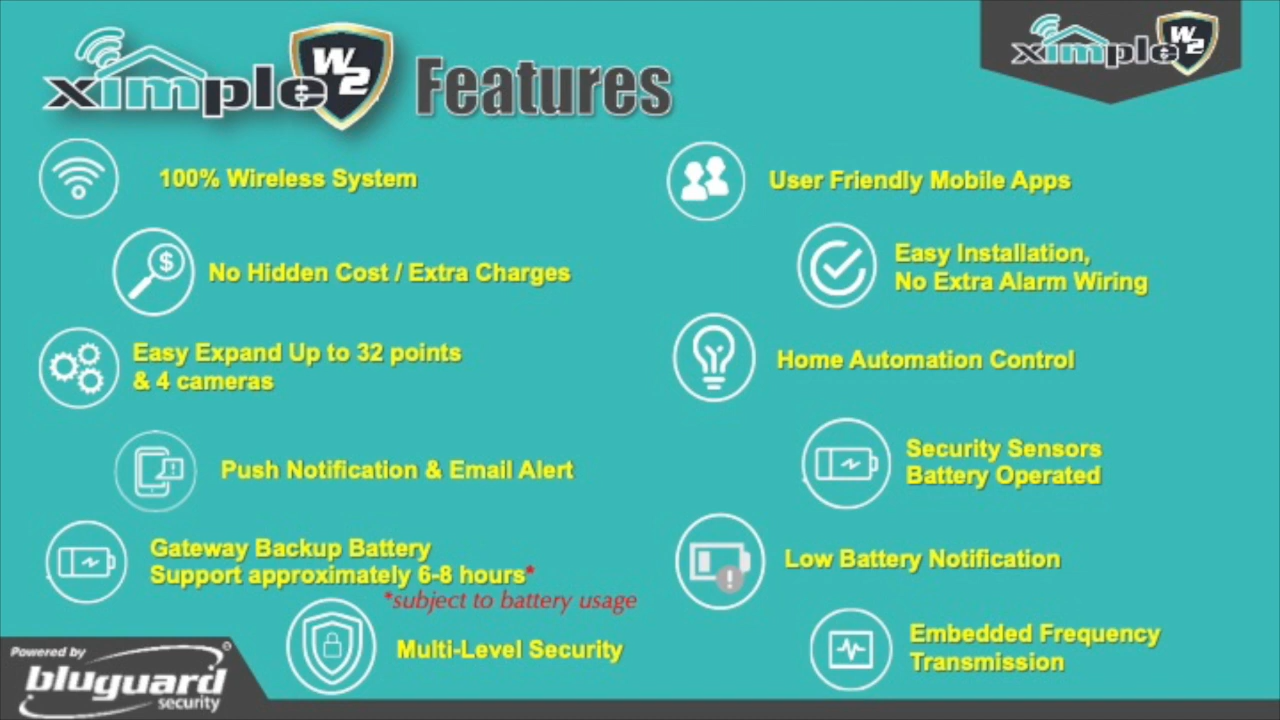 ximple W2 Features
ximple W2
100% Wireless System
No Hidden Cost / Extra Charges
Easy Expand Up to 32 points
& 4 cameras
Push Notification & Email Alert
Gateway Backup Battery
Support approximately 6-8 hours*
*subject to battery usage
Multi-Level Security
User Friendly Mobile Apps
Easy Installation,
No Extra Alarm Wiring
Home Automation Control
Security Sensors
Battery Operated
Low Battery Notification
Embedded Frequency
Transmission
Powered by
bluguard®
security